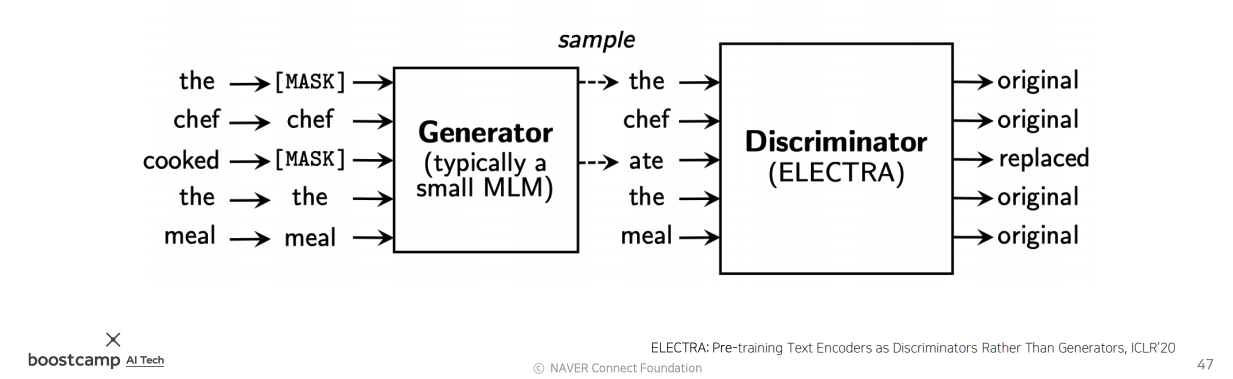 sample
the [MASK] the original
chef chef chef original
cooked [MASK] ate replaced
the the the original
meal meal meal original
Generator
(typically a
small MLM)
Discriminator
(ELECTRA)
ELECTRA: Pre-training Text Encoders as Discriminators Rather Than Generators, ICLR'20
boostcamp AI Tech
© NAVER Connect Foundation
47